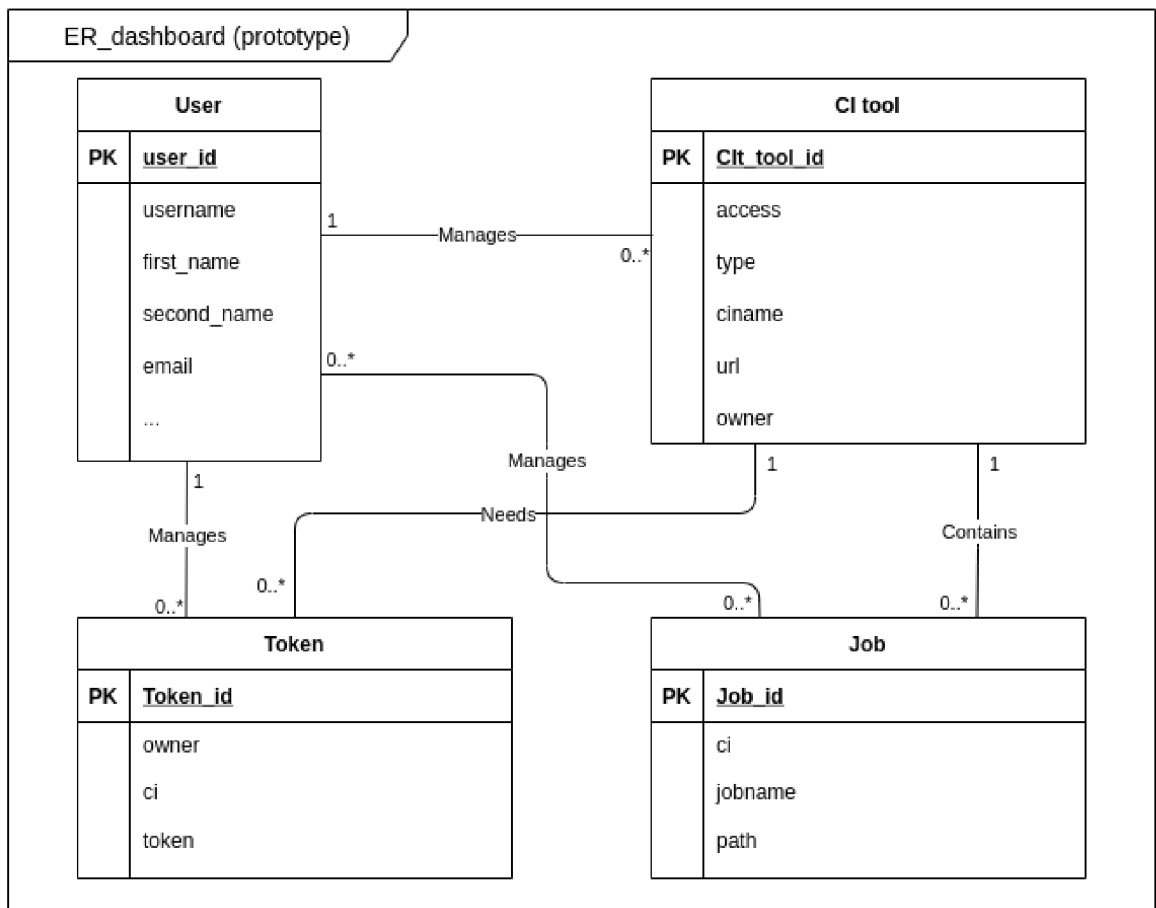 ER_dashboard (prototype)
User
PK user_id
username
first_name
second_name
email
...
CI tool
PK CIt_tool_id
access
type
ciname
url
owner
1
Manages
0..*
0..*
Manages
0..*
1
Manages
0..*
1
Needs
0..*
1
Contains
0..*
Token
PK Token_id
owner
ci
token
Job
PK Job_id
ci
jobname
path